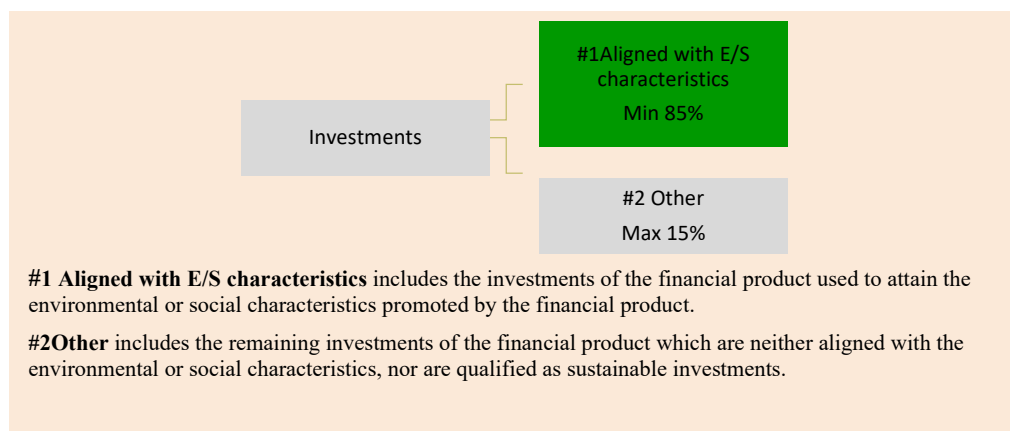 #1Aligned with E/S
characteristics
Min 85%
Investments
#2 Other
Max 15%
#1 Aligned with E/S characteristics includes the investments of the financial product used to attain the
environmental or social characteristics promoted by the financial product.
#2Other includes the remaining investments of the financial product which are neither aligned with the
environmental or social characteristics, nor are qualified as sustainable investments.